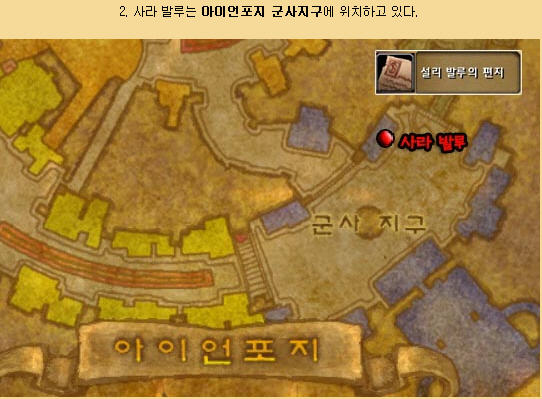 2. 사라 발루는 아이언포지 군사지구에 위치하고 있다.
설리 발루의 편지
사라 발루
군사 지구
아이언포지